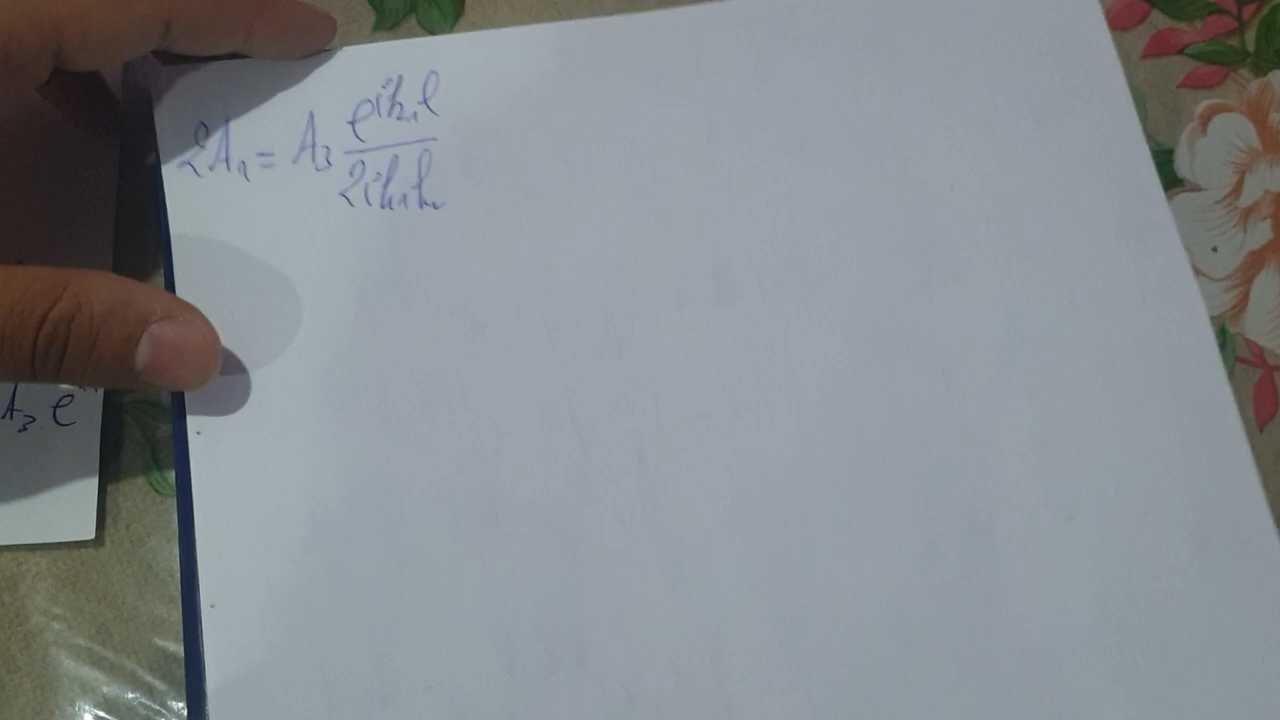 2A₁ = A₃ e^{ik₁l} / 2ik₁k₂
A₃ e